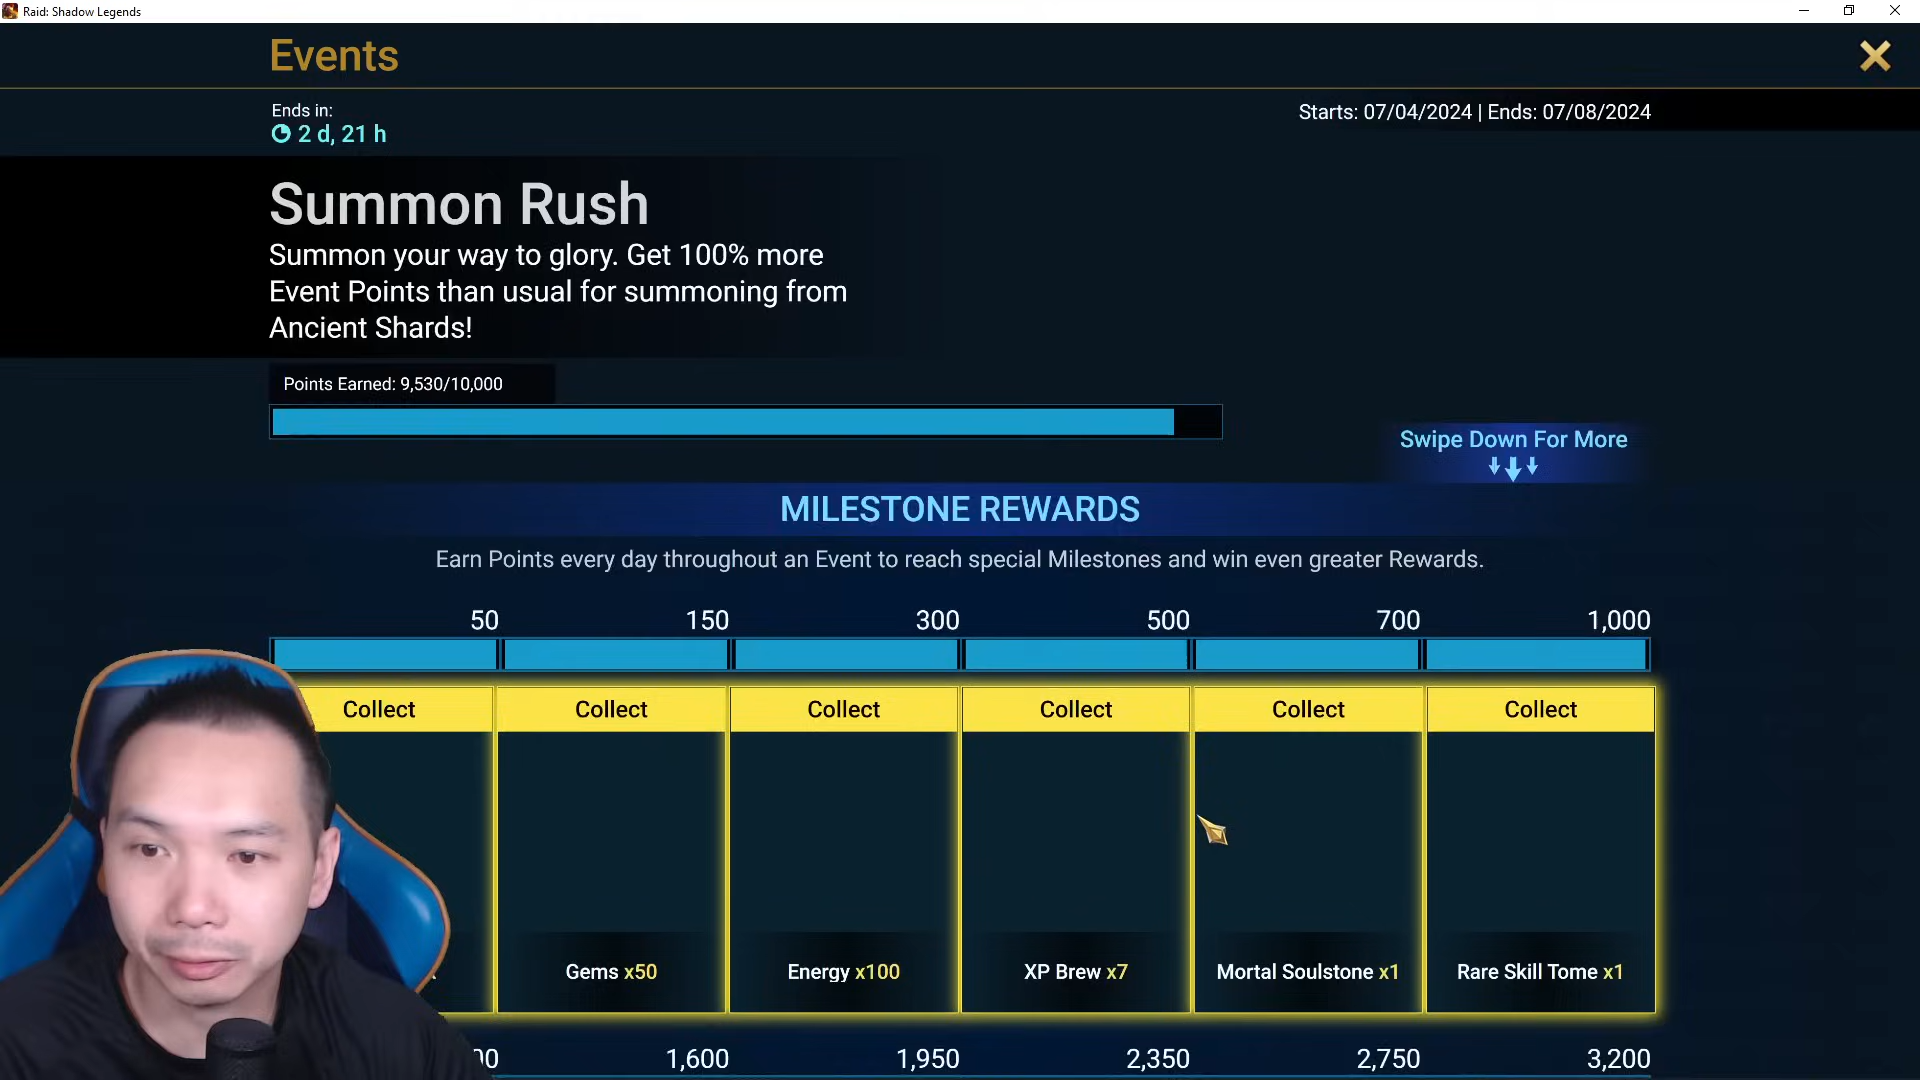 Raid: Shadow Legends
Events
Ends in:
2 d, 21 h
Starts: 07/04/2024 | Ends: 07/08/2024
Summon Rush
Summon your way to glory. Get 100% more
Event Points than usual for summoning from
Ancient Shards!
Points Earned: 9,530/10,000
Swipe Down For More
MILESTONE REWARDS
Earn Points every day throughout an Event to reach special Milestones and win even greater Rewards.
50 150 300 500 700 1,000
Collect Collect Collect Collect Collect Collect
Gems x50 Energy x100 XP Brew x7 Mortal Soulstone x1 Rare Skill Tome x1
1,600 1,950 2,350 2,750 3,200